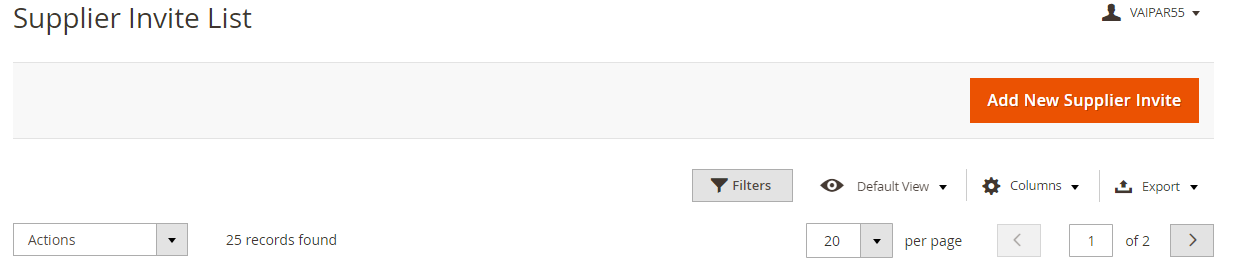 Supplier Invite List
VAIPAR55
Add New Supplier Invite
Filters
Default View
Columns
Export
Actions
25 records found
20
per page
1
of 2